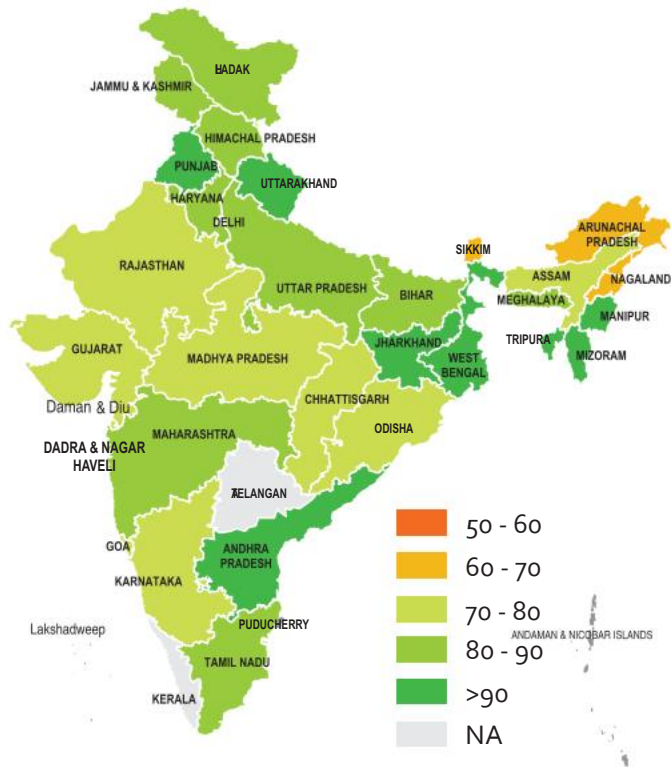 HADAK
JAMMU & KASHMIR
HIMACHAL PRADESH
PUNJAB
UTTARAKHAND
HARYANA
DELHI
ARUNACHAL
PRADESH
SIKKIM
RAJASTHAN
ASSAM
NAGALAND
UTTAR PRADESH
BIHAR
MEGHALAYA
MANIPUR
TRIPURA
JHARKHAND
GUJARAT
MADHYA PRADESH
WEST
BENGAL
MIZORAM
CHHATTISGARH
Daman & Diu
ODISHA
MAHARASHTRA
DADRA & NAGAR
HAVELI
TELANGAN
50 - 60
GOA
ANDHRA
PRADESH
60 - 70
KARNATAKA
70 - 80
PUDUCHERRY
Lakshadweep
ANDAMAN & NICOBAR ISLANDS
80 - 90
TAMIL NADU
KERALA
>90
NA